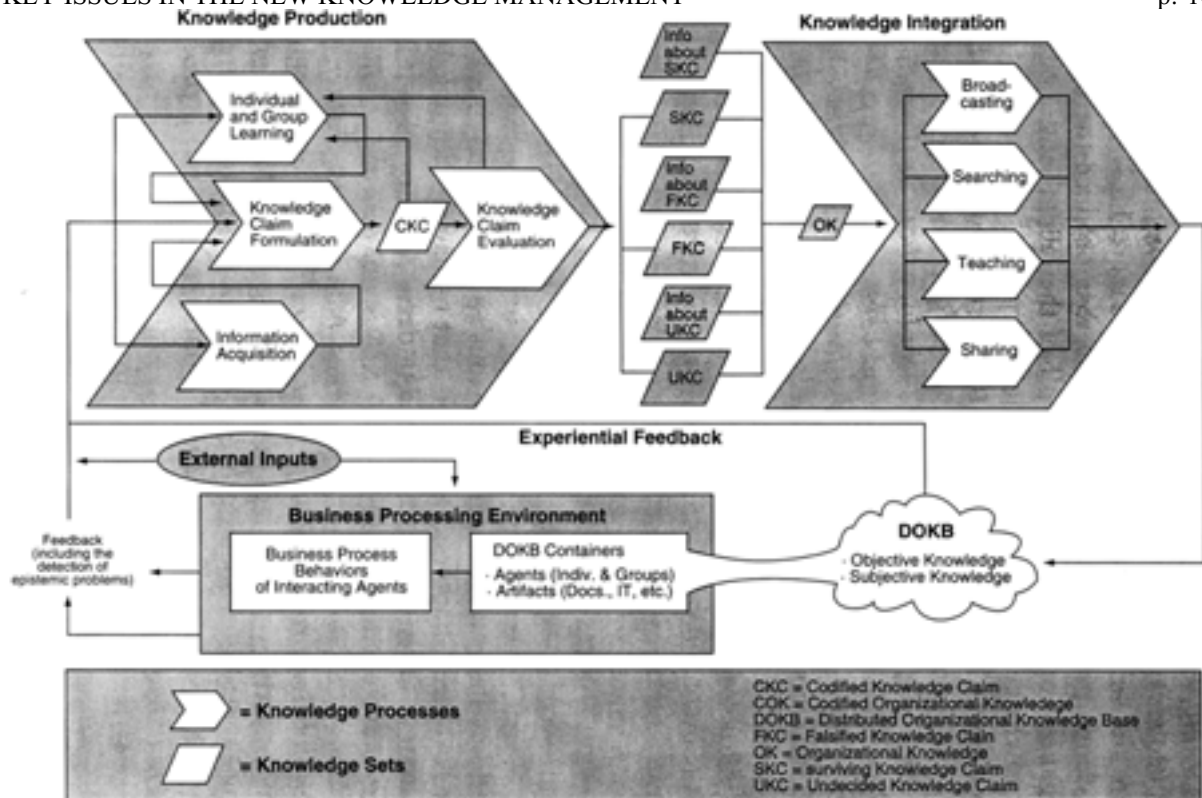 KEY ISSUES IN THE NEW KNOWLEDGE MANAGEMENT
Knowledge Production
Individual
and Group
Learning
Knowledge
Claim
Formulation
CKC
Knowledge
Claim
Evaluation
Information
Acquisition
Info
about
SKC
SKC
Info
about
FKC
FKC
Info
about
UKC
UKC
OK
Knowledge Integration
Broad-
casting
Searching
Teaching
Sharing
Experiential Feedback
External Inputs
Feedback
(including the
detection of
epistemic problems)
Business Processing Environment
Business Process
Behaviors
of Interacting Agents
DOKB Containers
· Agents (Indiv. & Groups)
· Artifacts (Docs., IT, etc.)
DOKB
· Objective Knowledge
· Subjective Knowledge
= Knowledge Processes
= Knowledge Sets
CKC = Codified Knowledge Claim
COK = Codified Organizational Knowledege
DOKB = Distributed Organizational Knowledge Base
FKC = Falsified Knowledge Clain
OK = Organizational Knowledge
SKC = surviving Knowledge Claim
UKC = Undecided Knowledge Claim